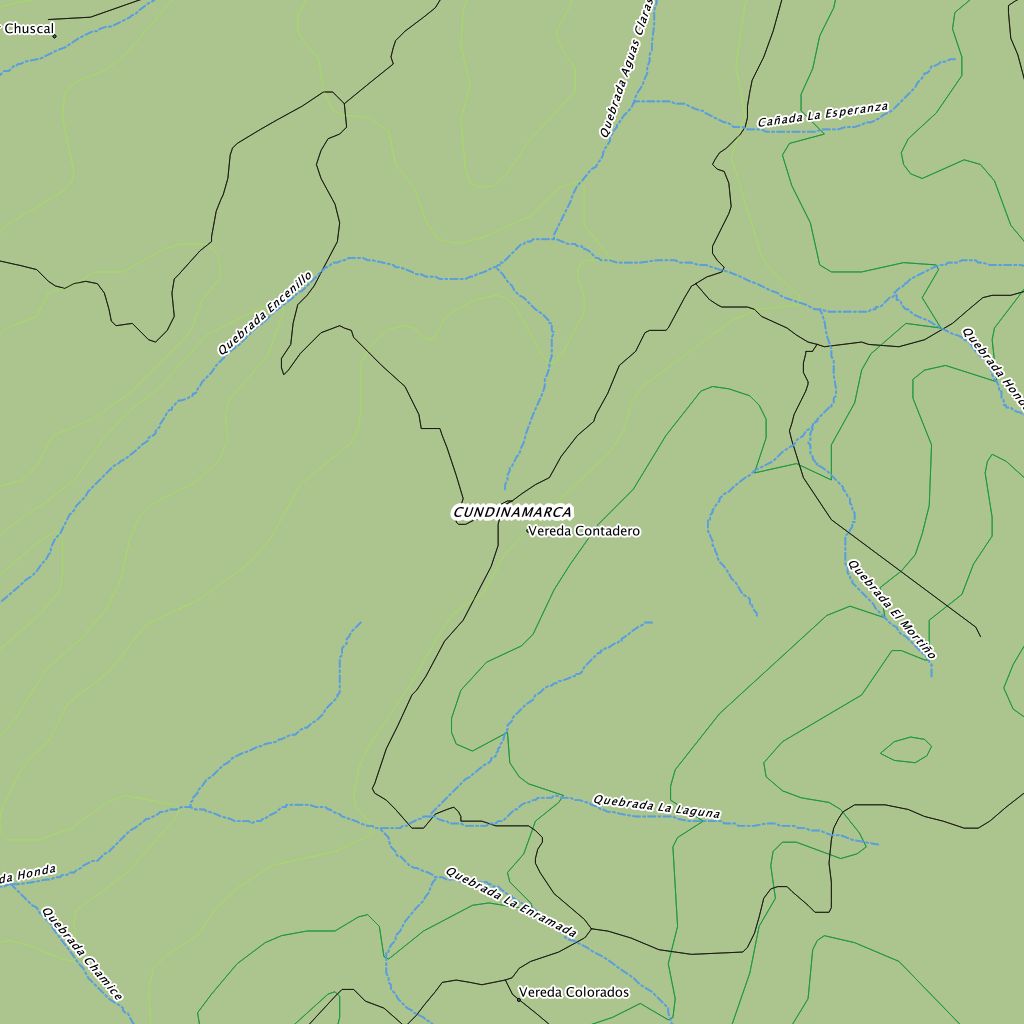 Chuscal
Quebrada Aguas Claras
Cañada La Esperanza
Quebrada Encenillo
Quebrada Hond
CUNDINAMARCA
Vereda Contadero
Quebrada El Mortiño
Quebrada La Laguna
da Honda
Quebrada La Enramada
Quebrada Chamice
Vereda Colorados